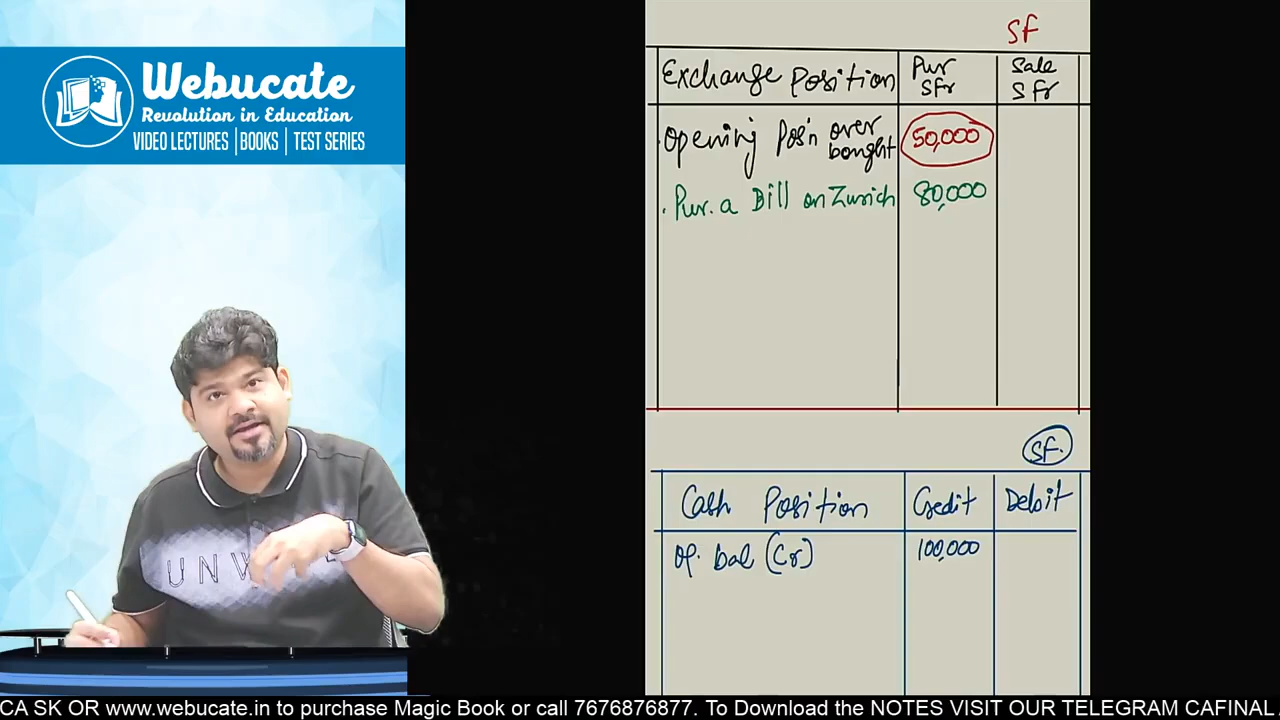 Webucate
Revolution in Education
VIDEO LECTURES | BOOKS | TEST SERIES
SF
Exchange Position
Pur SFr
Sale SFr
Opening Pos'n over bought
50,000
. Pur. a Bill on Zurich
80,000
SF.
Cash Position
Credit
Debit
Op. bal (Cr)
100,000
UNW
CA SK OR www.webucate.in to purchase Magic Book or call 7676876877. To Download the NOTES VISIT OUR TELEGRAM CAFINAL